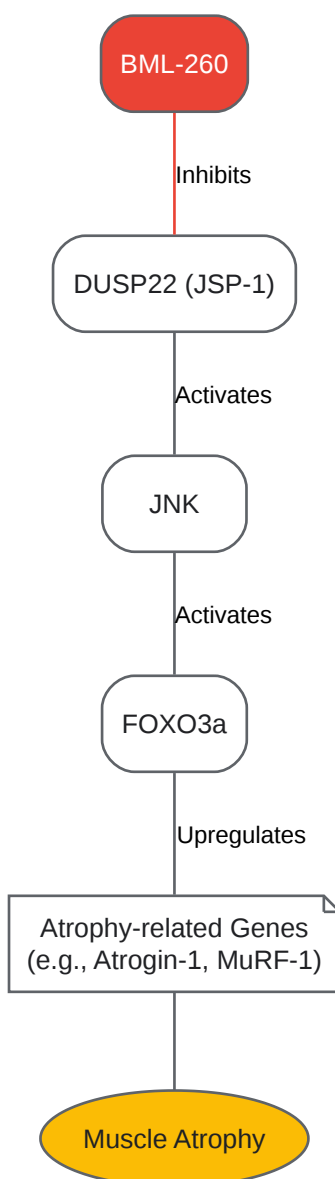 BML-260
Inhibits
DUSP22 (JSP-1)
Activates
JNK
Activates
FOXO3a
Upregulates
Atrophy-related Genes
(e.g., Atrogin-1, MuRF-1)
Muscle Atrophy